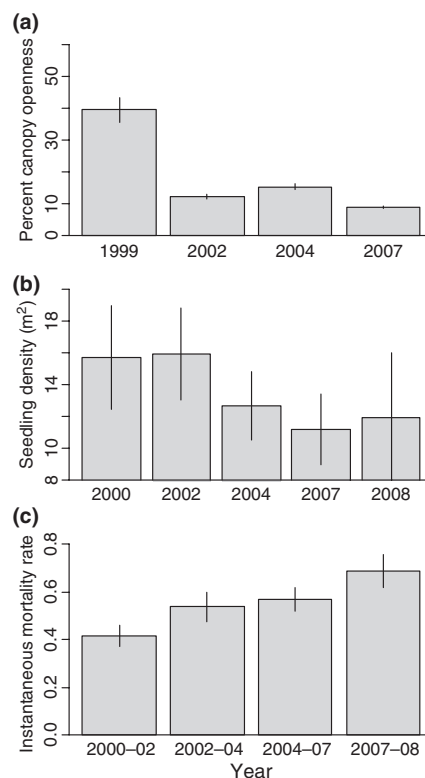 (a)
Percent canopy openness
50
30
10
0
1999 2002 2004 2007
(b)
Seedling density (m²)
18
14
10
8
2000 2002 2004 2007 2008
(c)
Instantaneous mortality rate
0.8
0.6
0.4
0.2
0.0
2000–02 2002–04 2004–07 2007–08
Year